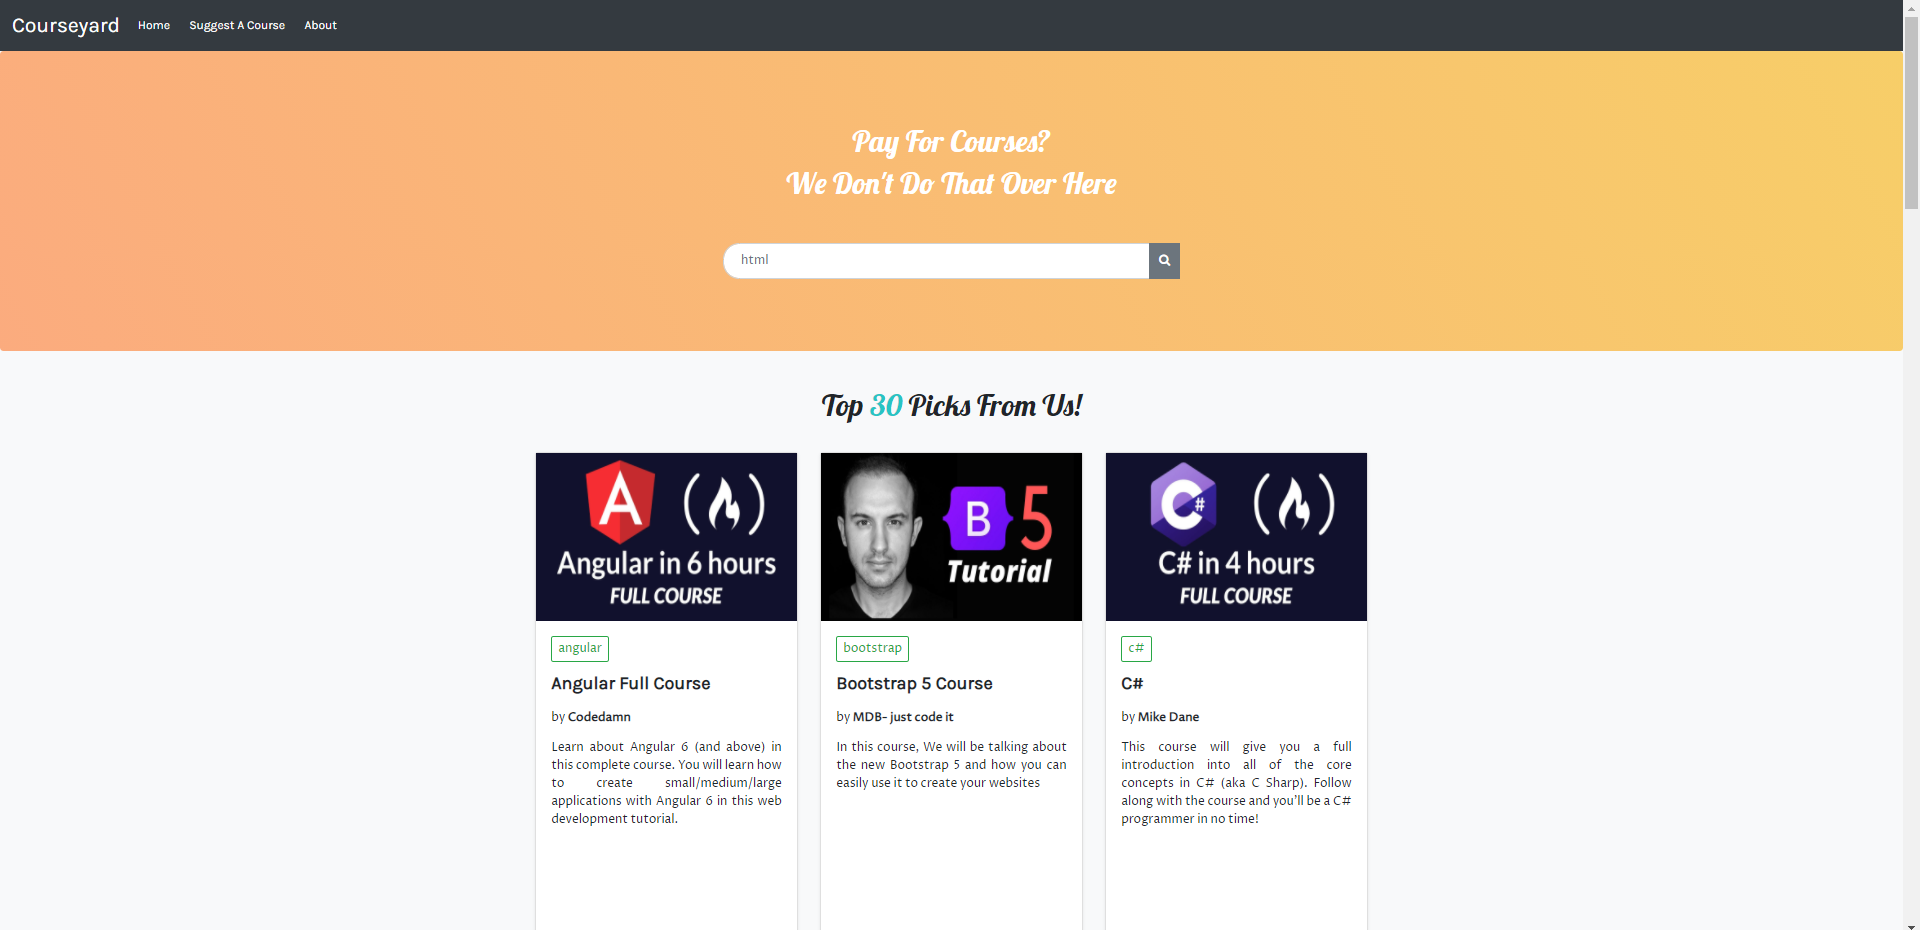 Courseyard Home Suggest A Course About
Pay For Courses?
We Don't Do That Over Here
html
Top 30 Picks From Us!
A
Angular in 6 hours
FULL COURSE
angular
Angular Full Course
by Codedamn
Learn about Angular 6 (and above) in
this complete course. You will learn how
to create small/medium/large
applications with Angular 6 in this web
development tutorial.
B 5
Tutorial
bootstrap
Bootstrap 5 Course
by MDB- just code it
In this course, We will be talking about
the new Bootstrap 5 and how you can
easily use it to create your websites
C#
C# in 4 hours
FULL COURSE
c#
C#
by Mike Dane
This course will give you a full
introduction into all of the core
concepts in C# (aka C Sharp). Follow
along with the course and you'll be a C#
programmer in no time!